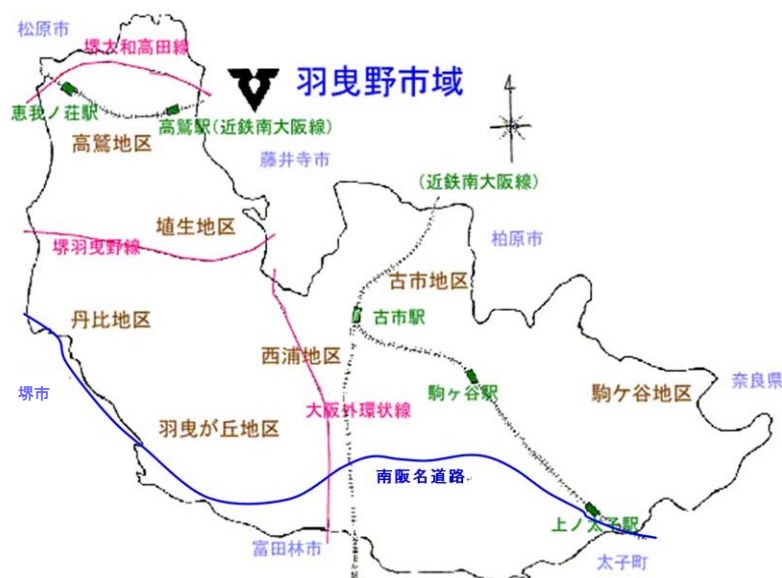 松原市
堺大和高田線
羽曳野市域
恵我ノ荘駅
高鷲駅(近鉄南大阪線)
高鷲地区
藤井寺市
4
(近鉄南大阪線)
埴生地区
柏原市
堺羽曳野線
古市地区
丹比地区
古市駅
西浦地区
駒ヶ谷駅
奈良県
堺市
駒ケ谷地区
大阪外環状線
羽曳が丘地区
南阪名道路
上ノ太子駅
富田林市
太子町